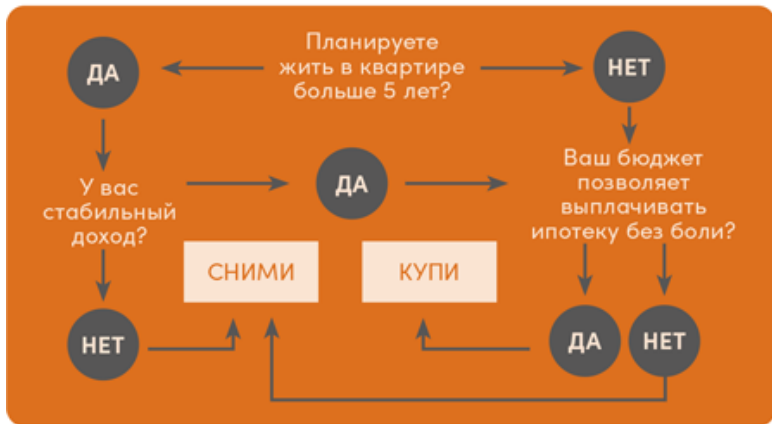 Планируете
жить в квартире
больше 5 лет?
ДА
НЕТ
У вас
стабильный
доход?
ДА
Ваш бюджет
позволяет
выплачивать
ипотеку без боли?
СНИМИ
КУПИ
НЕТ
ДА
НЕТ